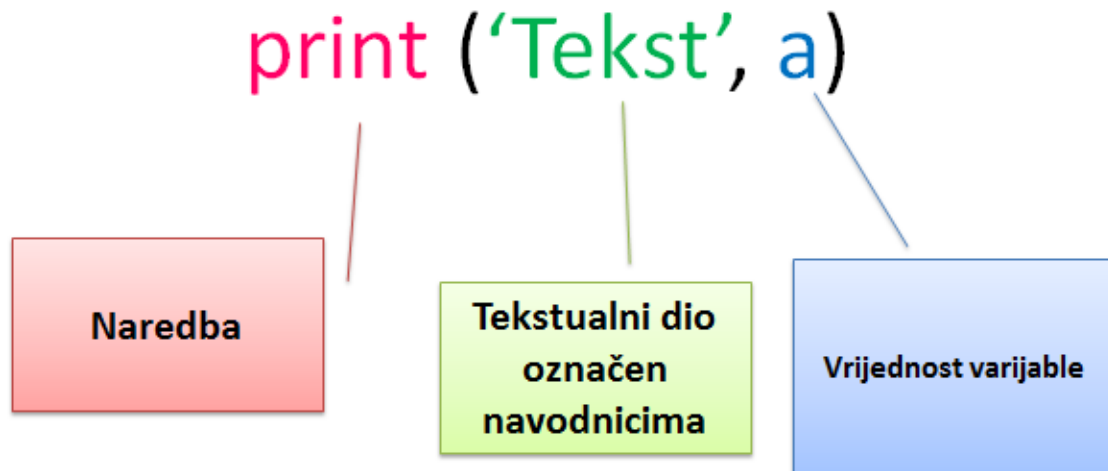 print (‘Tekst’, a)
Naredba
Tekstualni dio
označen
navodnicima
Vrijednost varijable